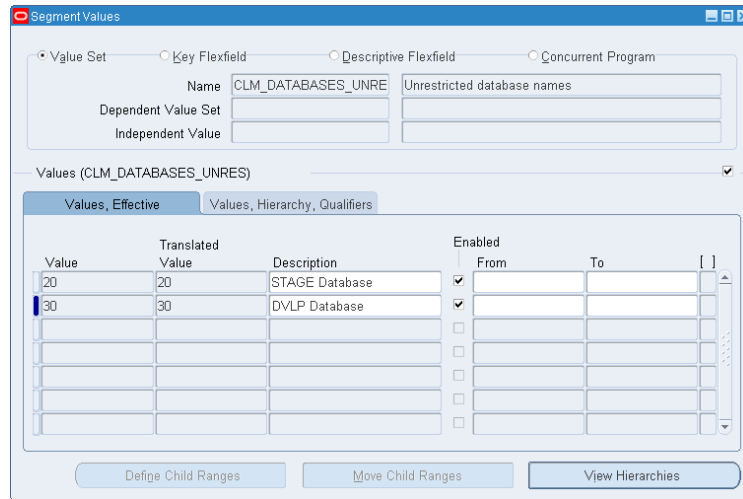 Segment Values
Value Set Key Flexfield Descriptive Flexfield Concurrent Program
Name CLM_DATABASES_UNRE Unrestricted database names
Dependent Value Set
Independent Value
Values (CLM_DATABASES_UNRES)
Values, Effective Values, Hierarchy, Qualifiers
Translated Enabled
Value Value Description From To [ ]
20 20 STAGE Database
30 30 DVLP Database
Define Child Ranges Move Child Ranges View Hierarchies